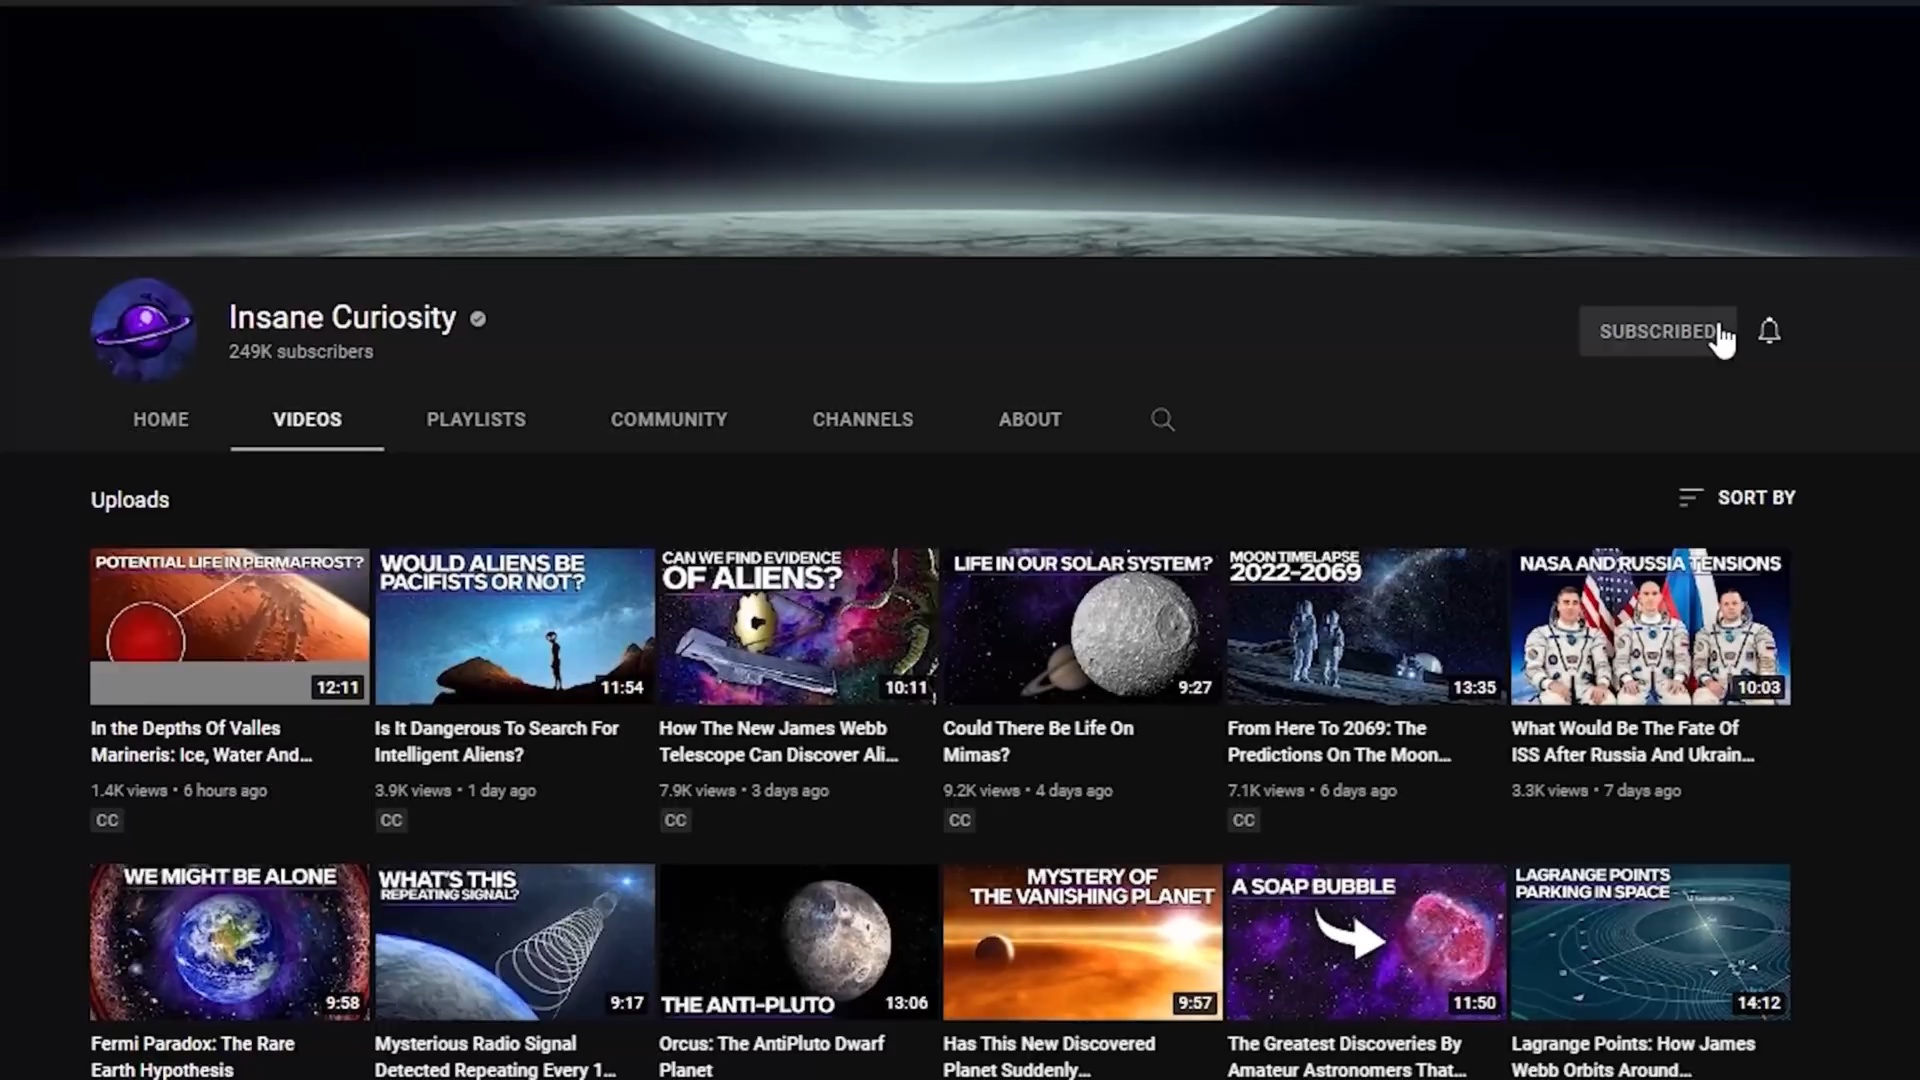 Insane Curiosity
249K subscribers
SUBSCRIBED
HOME
VIDEOS
PLAYLISTS
COMMUNITY
CHANNELS
ABOUT
Uploads
SORT BY
POTENTIAL LIFE IN PERMAFROST?
12:11
WOULD ALIENS BE
PACIFISTS OR NOT?
11:54
CAN WE FIND EVIDENCE
OF ALIENS?
10:11
LIFE IN OUR SOLAR SYSTEM?
9:27
MOON TIMELAPSE
2022-2069
13:35
NASA AND RUSSIA TENSIONS
10:03
In the Depths Of Valles
Marineris: Ice, Water And...
1.4K views • 6 hours ago
CC
Is It Dangerous To Search For
Intelligent Aliens?
3.9K views • 1 day ago
CC
How The New James Webb
Telescope Can Discover Ali...
7.9K views • 3 days ago
CC
Could There Be Life On
Mimas?
9.2K views • 4 days ago
CC
From Here To 2069: The
Predictions On The Moon...
7.1K views • 6 days ago
CC
What Would Be The Fate Of
ISS After Russia And Ukrain...
3.3K views • 7 days ago
WE MIGHT BE ALONE
9:58
WHAT'S THIS
REPEATING SIGNAL?
9:17
THE ANTI-PLUTO
13:06
MYSTERY OF
THE VANISHING PLANET
9:57
A SOAP BUBBLE
11:50
LAGRANGE POINTS
PARKING IN SPACE
14:12
Fermi Paradox: The Rare
Earth Hypothesis
Mysterious Radio Signal
Detected Repeating Every 1...
Orcus: The AntiPluto Dwarf
Planet
Has This New Discovered
Planet Suddenly...
The Greatest Discoveries By
Amateur Astronomers That...
Lagrange Points: How James
Webb Orbits Around...